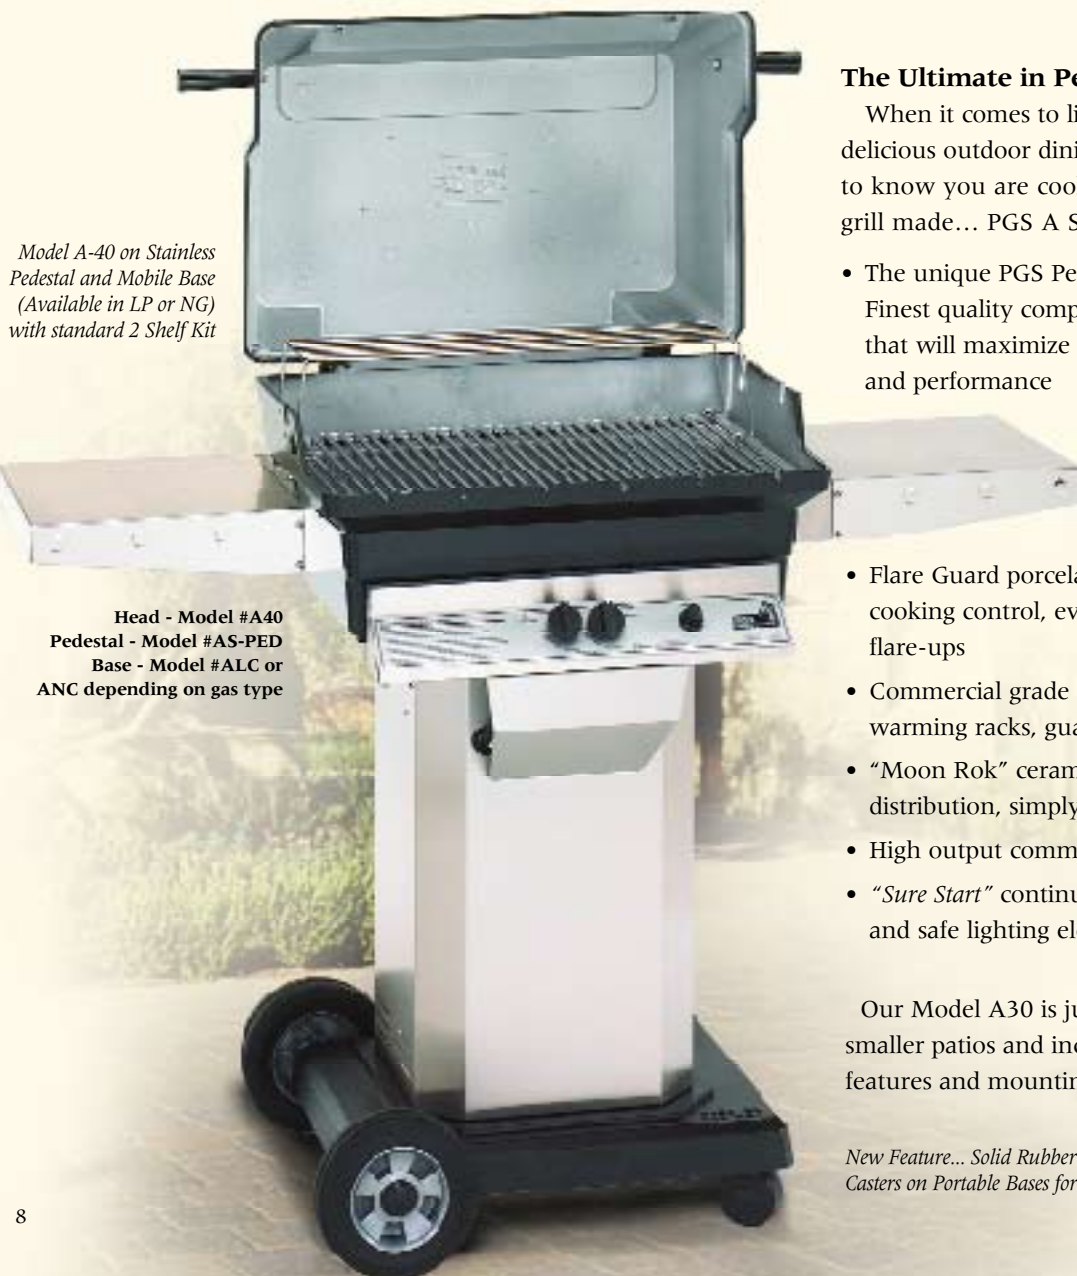 Model A-40 on Stainless
Pedestal and Mobile Base
(Available in LP or NG)
with standard 2 Shelf Kit
Head - Model #A40
Pedestal - Model #AS-PED
Base - Model #ALC or
ANC depending on gas type
The Ultimate in Pe
When it comes to li
delicious outdoor dini
to know you are cool
grill made… PGS A S
• The unique PGS Pe
Finest quality comp
that will maximize
and performance
• Flare Guard porcela
cooking control, ev
flare-ups
• Commercial grade
warming racks, gua
• “Moon Rok” ceram
distribution, simply
• High output comm
• “Sure Start” continu
and safe lighting ele
Our Model A30 is ju
smaller patios and inc
features and mountin
New Feature... Solid Rubber
Casters on Portable Bases for
8